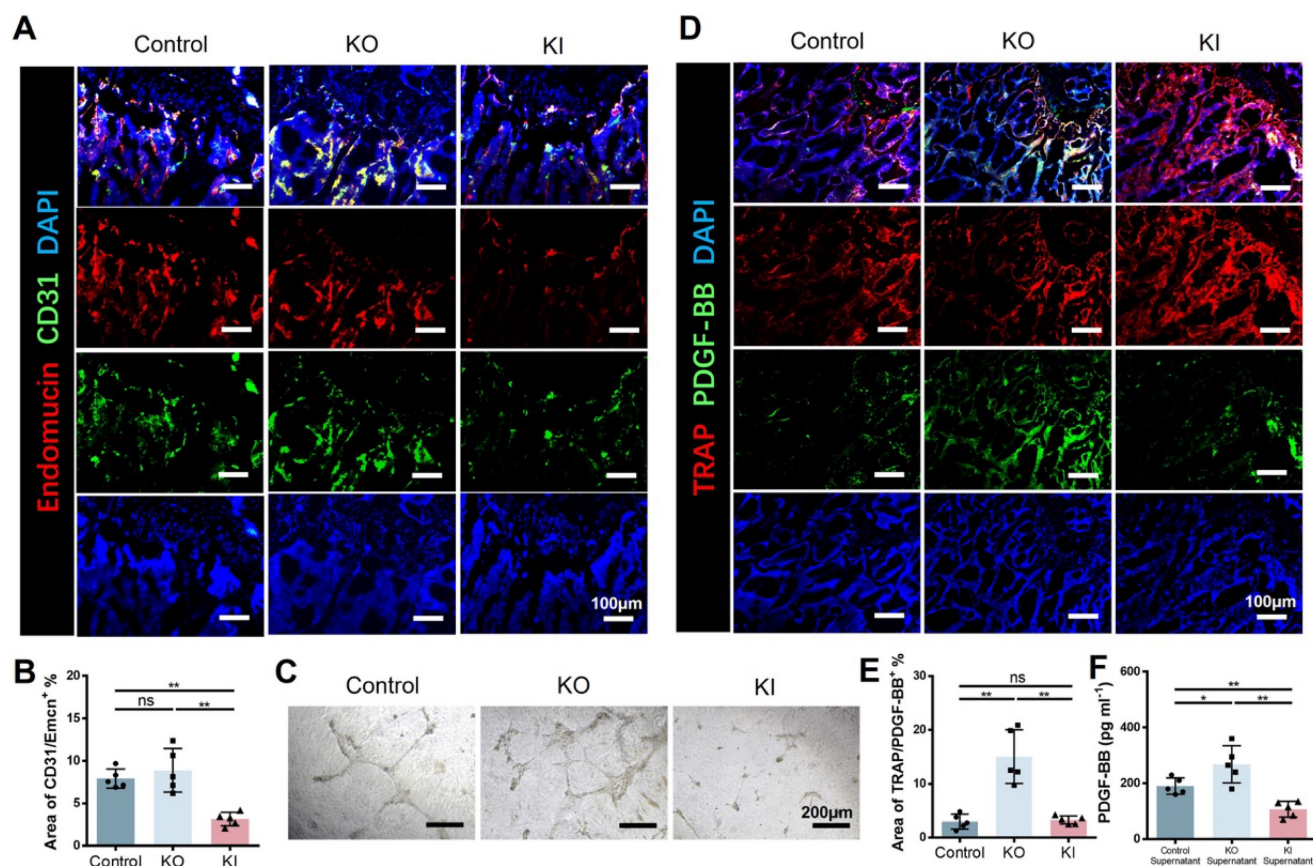 A
Control
KO
KI
Endomucin CD31 DAPI
100μm
D
Control
KO
KI
TRAP PDGF-BB DAPI
100μm
B
Area of CD31/Emcn⁺ %
20
15
10
5
0
**
ns
**
Control
KO
KI
C
Control
KO
KI
200μm
E
Area of TRAP/PDGF-BB⁺ %
30
20
10
0
ns
**
**
Control
KO
KI
F
PDGF-BB (pg ml⁻¹)
600
400
200
0
**
*
**
Control
Supernatant
KO
Supernatant
KI
Supernatant